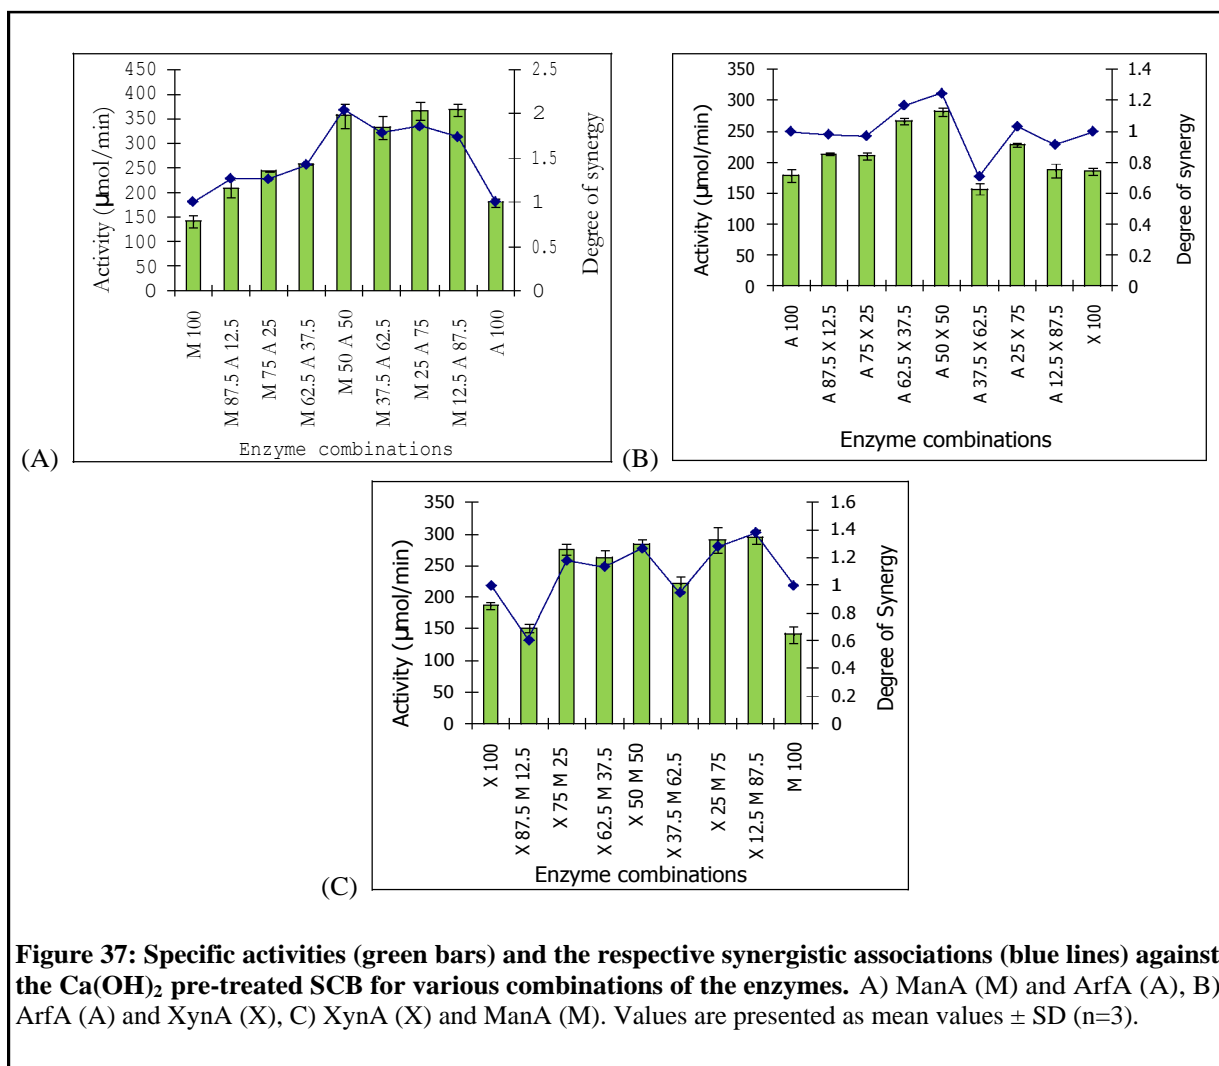 450
400
350
300
250
200
150
100
50
0
Activity (µmol/min)
2.5
2
1.5
1
0.5
0
Degree of synergy
M 100
M 87.5 A 12.5
M 75 A 25
M 62.5 A 37.5
M 50 A 50
M 37.5 A 62.5
M 25 A 75
M 12.5 A 87.5
A 100
Enzyme combinations
(A)
350
300
250
200
150
100
50
0
Activity (µmol/min)
1.4
1.2
1
0.8
0.6
0.4
0.2
0
Degree of synergy
A 100
A 87.5 X 12.5
A 75 X 25
A 62.5 X 37.5
A 50 X 50
A 37.5 X 62.5
A 25 X 75
A 12.5 X 87.5
X 100
Enzyme combinations
(B)
350
300
250
200
150
100
50
0
Activity (µmol/min)
1.6
1.4
1.2
1
0.8
0.6
0.4
0.2
0
Degree of Synergy
X 100
X 87.5 M 12.5
X 75 M 25
X 62.5 M 37.5
X 50 M 50
X 37.5 M 62.5
X 25 M 75
X 12.5 M 87.5
M 100
Enzyme combinations
(C)
Figure 37: Specific activities (green bars) and the respective synergistic associations (blue lines) against
the Ca(OH)₂ pre-treated SCB for various combinations of the enzymes. A) ManA (M) and ArfA (A), B)
ArfA (A) and XynA (X), C) XynA (X) and ManA (M). Values are presented as mean values ± SD (n=3).